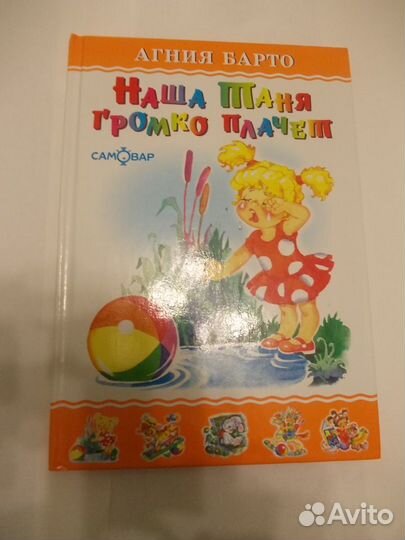 АГНИЯ БАРТО
НАША ТАНЯ
ГРОМКО ПЛАЧЕТ
САМОВАР
Avito